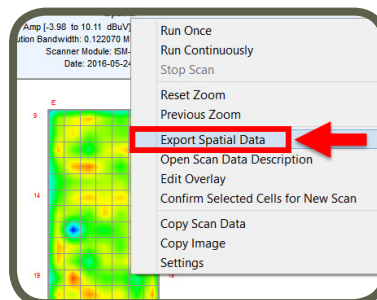 Amp [-3.98 to 10.11 dBuV]
ution Bandwidth: 0.122070 M
Scanner Module: ISM-
Date: 2016-05-24
Run Once
Run Continuously
Stop Scan
Reset Zoom
Previous Zoom
Export Spatial Data
Open Scan Data Description
Edit Overlay
Confirm Selected Cells for New Scan
Copy Scan Data
Copy Image
Settings
E
9
14
19
19